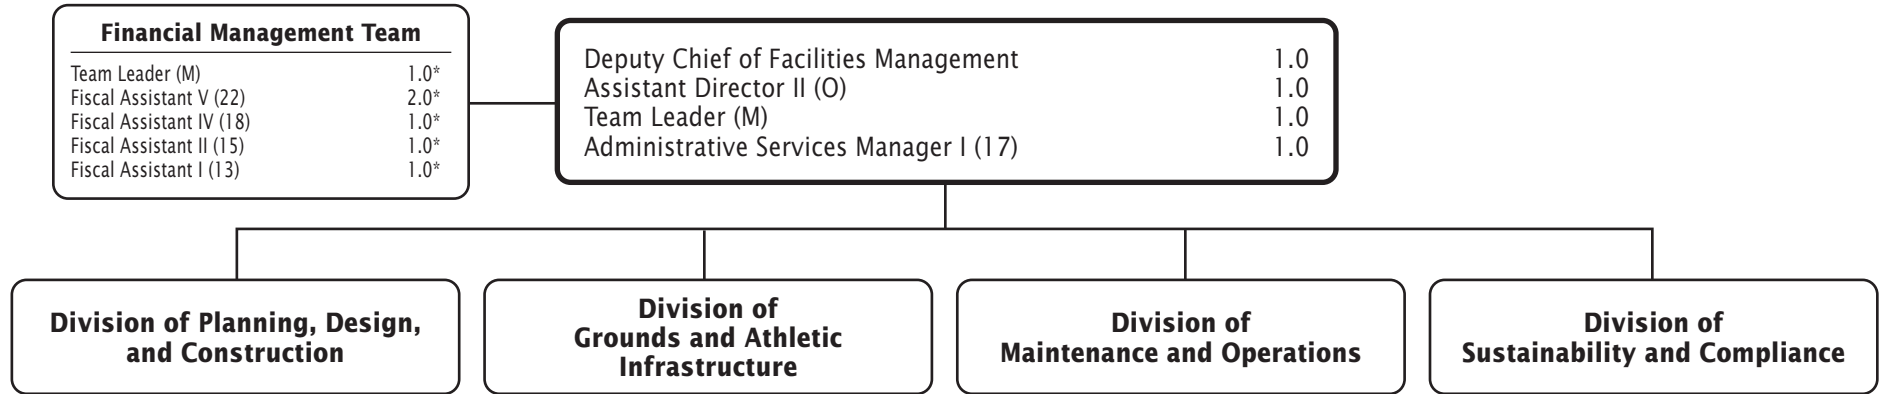 Financial Management Team
Team Leader (M) 1.0*
Fiscal Assistant V (22) 2.0*
Fiscal Assistant IV (18) 1.0*
Fiscal Assistant II (15) 1.0*
Fiscal Assistant I (13) 1.0*
Deputy Chief of Facilities Management 1.0
Assistant Director II (O) 1.0
Team Leader (M) 1.0
Administrative Services Manager I (17) 1.0
Division of Planning, Design,
and Construction
Division of
Grounds and Athletic
Infrastructure
Division of
Maintenance and Operations
Division of
Sustainability and Compliance